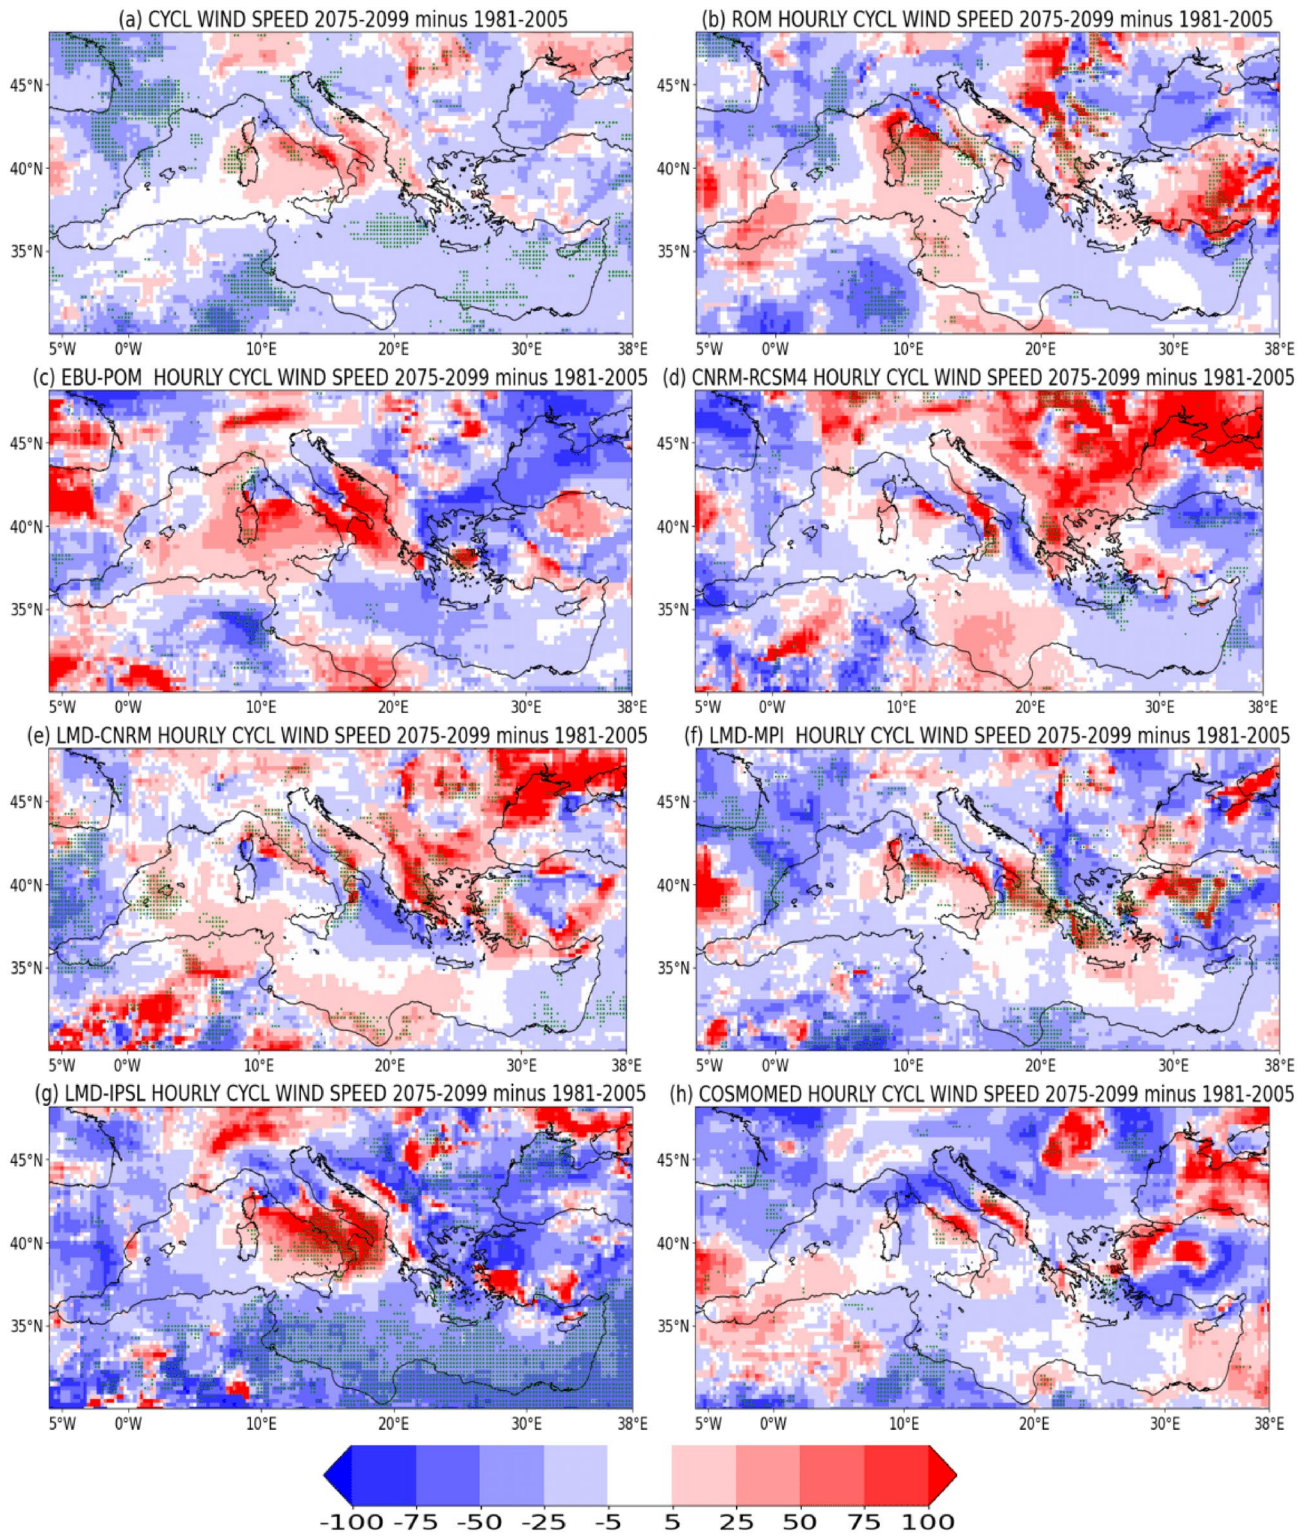 (a) CYCL WIND SPEED 2075-2099 minus 1981-2005
45°N
40°N
35°N
5°W 0°W 10°E 20°E 30°E 38°E
(b) ROM HOURLY CYCL WIND SPEED 2075-2099 minus 1981-2005
45°N
40°N
35°N
5°W 0°W 10°E 20°E 30°E 38°E
(c) EBU-POM HOURLY CYCL WIND SPEED 2075-2099 minus 1981-2005
45°N
40°N
35°N
5°W 0°W 10°E 20°E 30°E 38°E
(d) CNRM-RCSM4 HOURLY CYCL WIND SPEED 2075-2099 minus 1981-2005
45°N
40°N
35°N
5°W 0°W 10°E 20°E 30°E 38°E
(e) LMD-CNRM HOURLY CYCL WIND SPEED 2075-2099 minus 1981-2005
45°N
40°N
35°N
5°W 0°W 10°E 20°E 30°E 38°E
(f) LMD-MPI HOURLY CYCL WIND SPEED 2075-2099 minus 1981-2005
45°N
40°N
35°N
5°W 0°W 10°E 20°E 30°E 38°E
(g) LMD-IPSL HOURLY CYCL WIND SPEED 2075-2099 minus 1981-2005
45°N
40°N
35°N
5°W 0°W 10°E 20°E 30°E 38°E
(h) COSMOMED HOURLY CYCL WIND SPEED 2075-2099 minus 1981-2005
45°N
40°N
35°N
5°W 0°W 10°E 20°E 30°E 38°E
-100 -75 -50 -25 -5 5 25 50 75 100